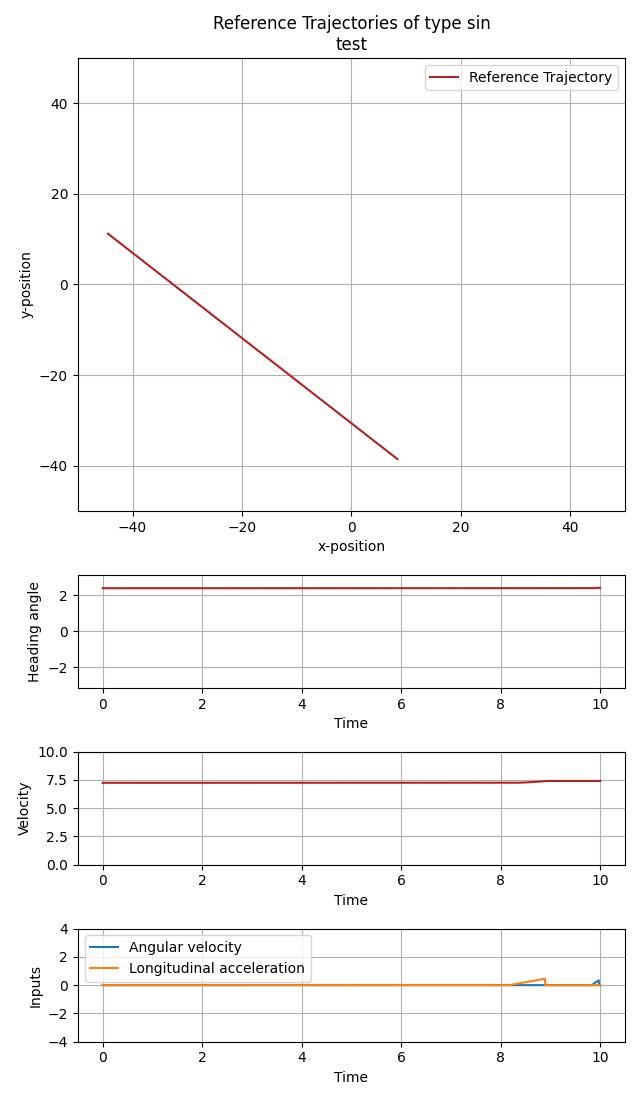 Reference Trajectories of type sin
test
Reference Trajectory
40
20
0
−20
−40
y-position
−40 −20 0 20 40
x-position
2
0
−2
Heading angle
0 2 4 6 8 10
Time
10.0
7.5
5.0
2.5
0.0
Velocity
0 2 4 6 8 10
Time
4
2
0
−2
−4
Inputs
Angular velocity
Longitudinal acceleration
0 2 4 6 8 10
Time